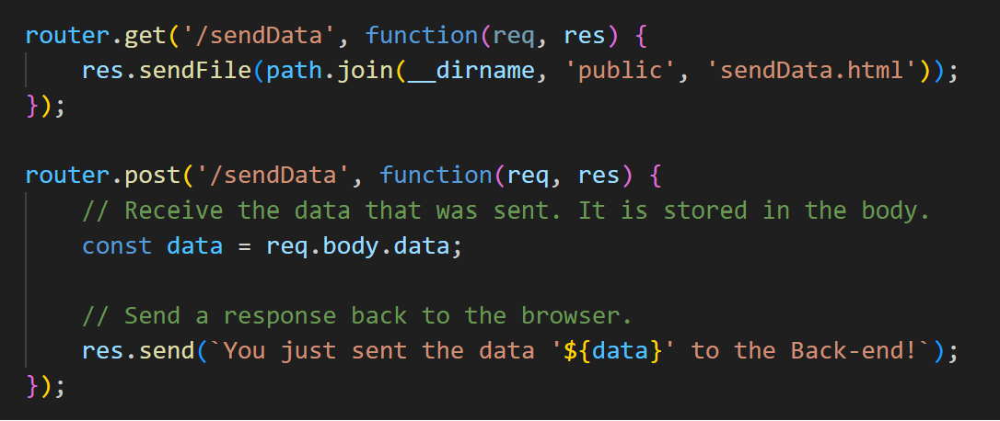 router.get('/sendData', function(req, res) {
    res.sendFile(path.join(__dirname, 'public', 'sendData.html'));
});

router.post('/sendData', function(req, res) {
    // Receive the data that was sent. It is stored in the body.
    const data = req.body.data;

    // Send a response back to the browser.
    res.send(`You just sent the data '${data}' to the Back-end!`);
});